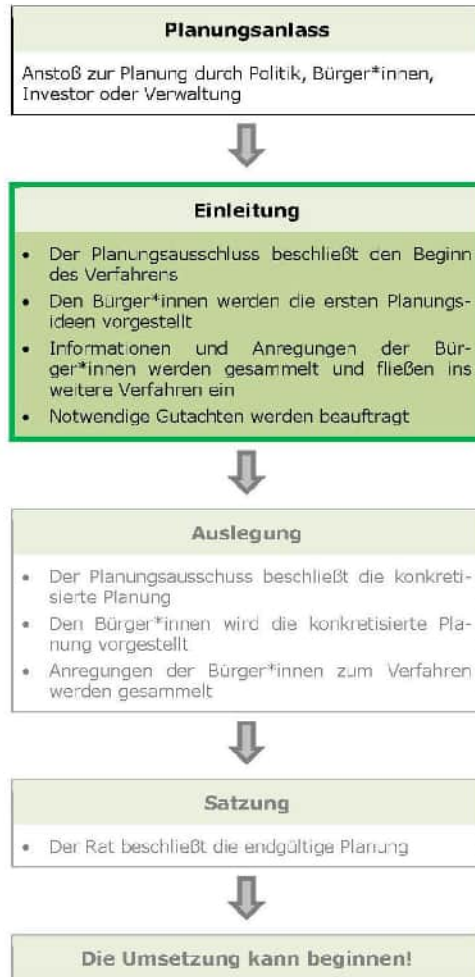 Planungsanlass
Anstoß zur Planung durch Politik, Bürger*innen,
Investor oder Verwaltung
Einleitung
• Der Planungsausschluss beschließt den Beginn
des Verfahrens
• Den Bürger*innen werden die ersten Planungs-
ideen vorgestellt
• Informationen und Anregungen der Bür-
ger*innen werden gesammelt und fließen ins
weitere Verfahren ein
• Notwendige Gutachten werden beauftragt
Auslegung
• Der Planungsausschuss beschließt die konkreti-
sierte Planung
• Den Bürger*innen wird die konkretisierte Pla-
nung vorgestellt
• Anregungen der Bürger*innen zum Verfahren
werden gesammelt
Satzung
• Der Rat beschließt die endgültige Planung
Die Umsetzung kann beginnen!